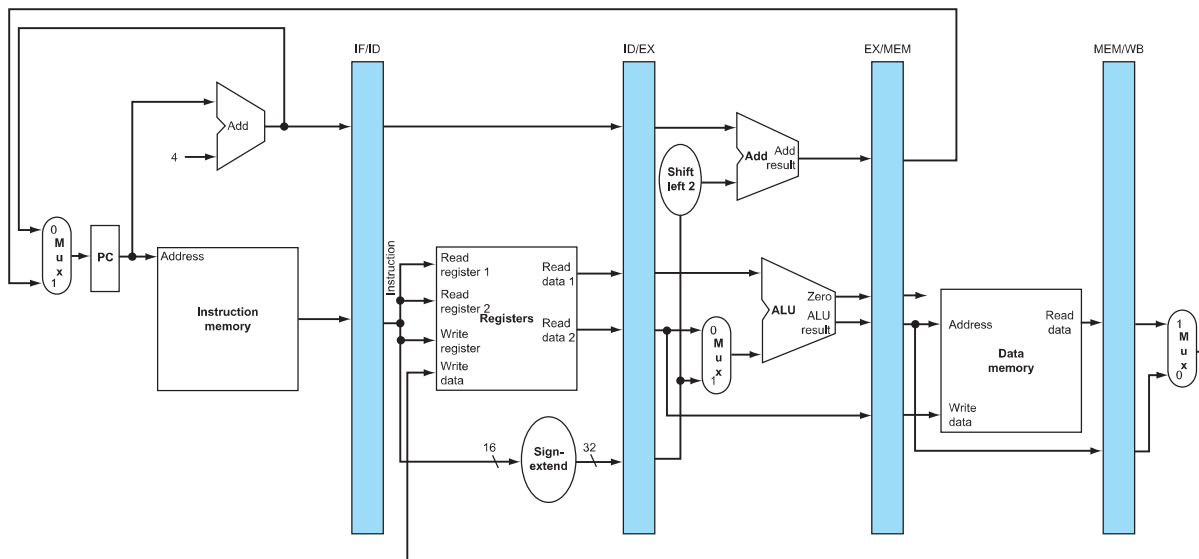 IF/ID
ID/EX
EX/MEM
MEM/WB
Add
4
Add
Add
result
Shift
left 2
0
M
u
x
1
PC
Address
Instruction
memory
Instruction
Read
register 1
Read
register 2
Write
register
Write
data
Registers
Read
data 1
Read
data 2
16
Sign-
extend
32
0
M
u
x
1
ALU
Zero
ALU
result
Address
Write
data
Data
memory
Read
data
1
M
u
x
0